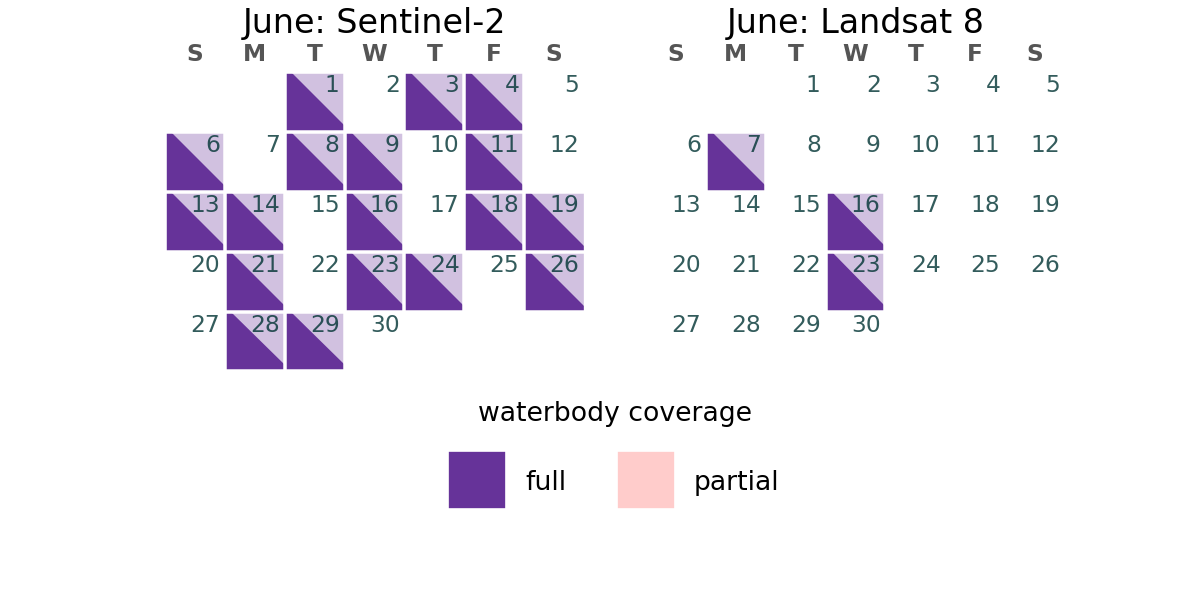 June: Sentinel-2
S M T W T F S
1 2 3 4 5
6 7 8 9 10 11 12
13 14 15 16 17 18 19
20 21 22 23 24 25 26
27 28 29 30
June: Landsat 8
S M T W T F S
1 2 3 4 5
6 7 8 9 10 11 12
13 14 15 16 17 18 19
20 21 22 23 24 25 26
27 28 29 30
waterbody coverage
full partial